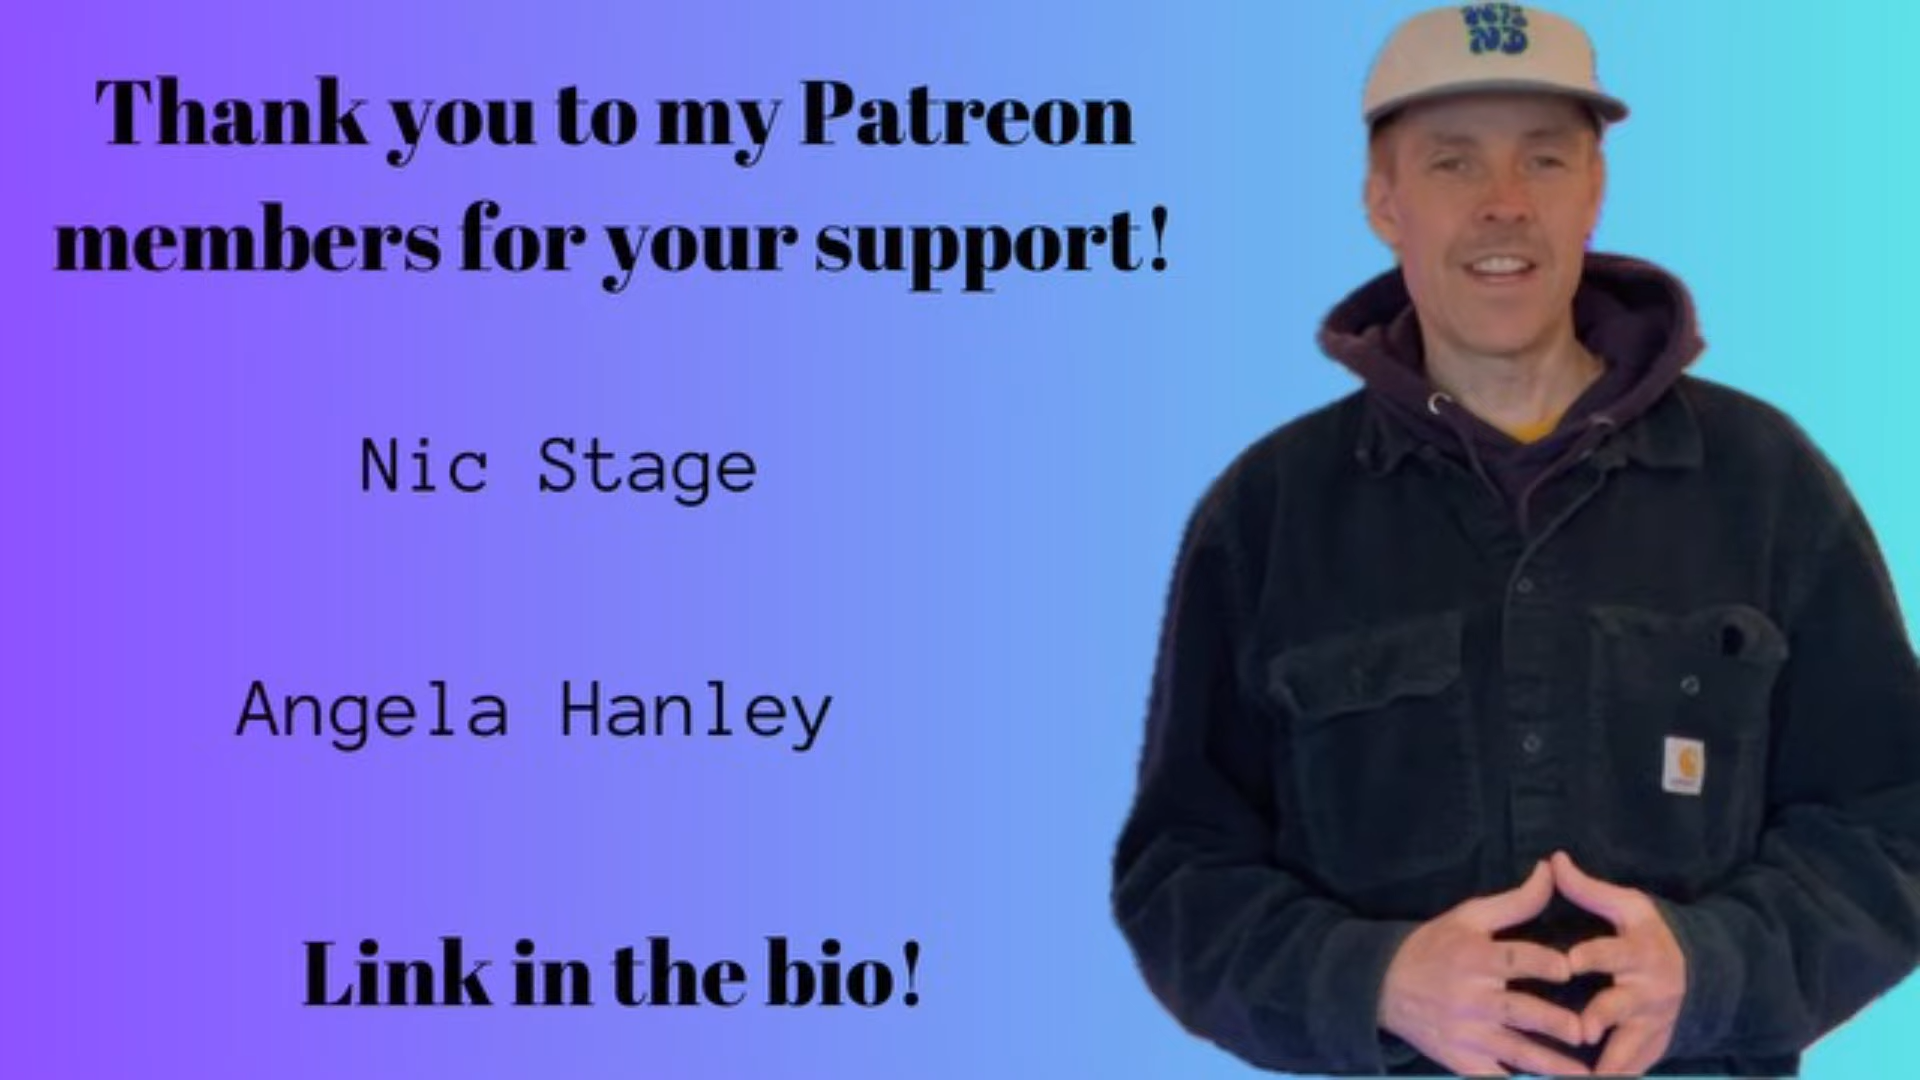 Thank you to my Patreon
members for your support!
Nic Stage
Angela Hanley
Link in the bio!